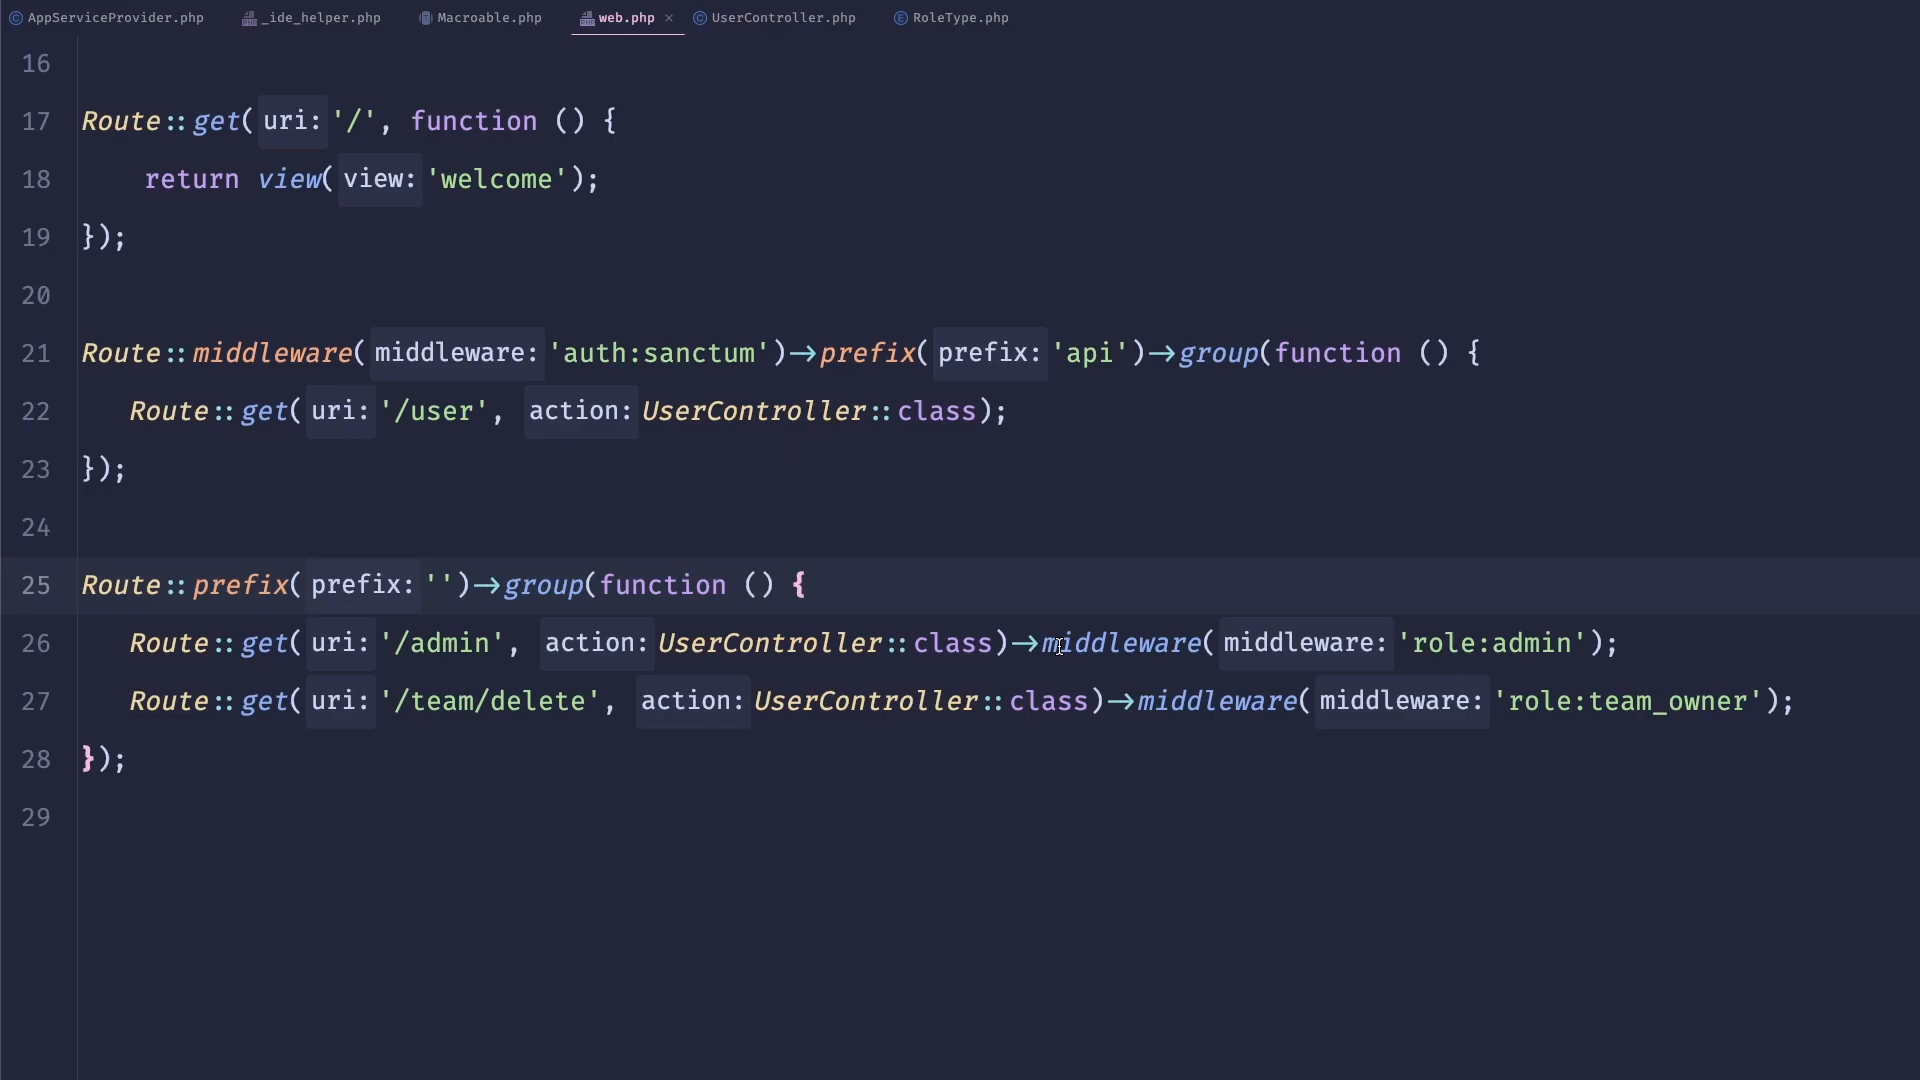 AppServiceProvider.php _ide_helper.php Macroable.php web.php × UserController.php RoleType.php
16
17 Route::get( uri: '/', function () {
18 return view( view: 'welcome');
19 });
20
21 Route::middleware( middleware: 'auth:sanctum')->prefix( prefix: 'api')->group(function () {
22 Route::get( uri: '/user', action: UserController::class);
23 });
24
25 Route::prefix( prefix: '')->group(function () {
26 Route::get( uri: '/admin', action: UserController::class)->middleware( middleware: 'role:admin');
27 Route::get( uri: '/team/delete', action: UserController::class)->middleware( middleware: 'role:team_owner');
28 });
29